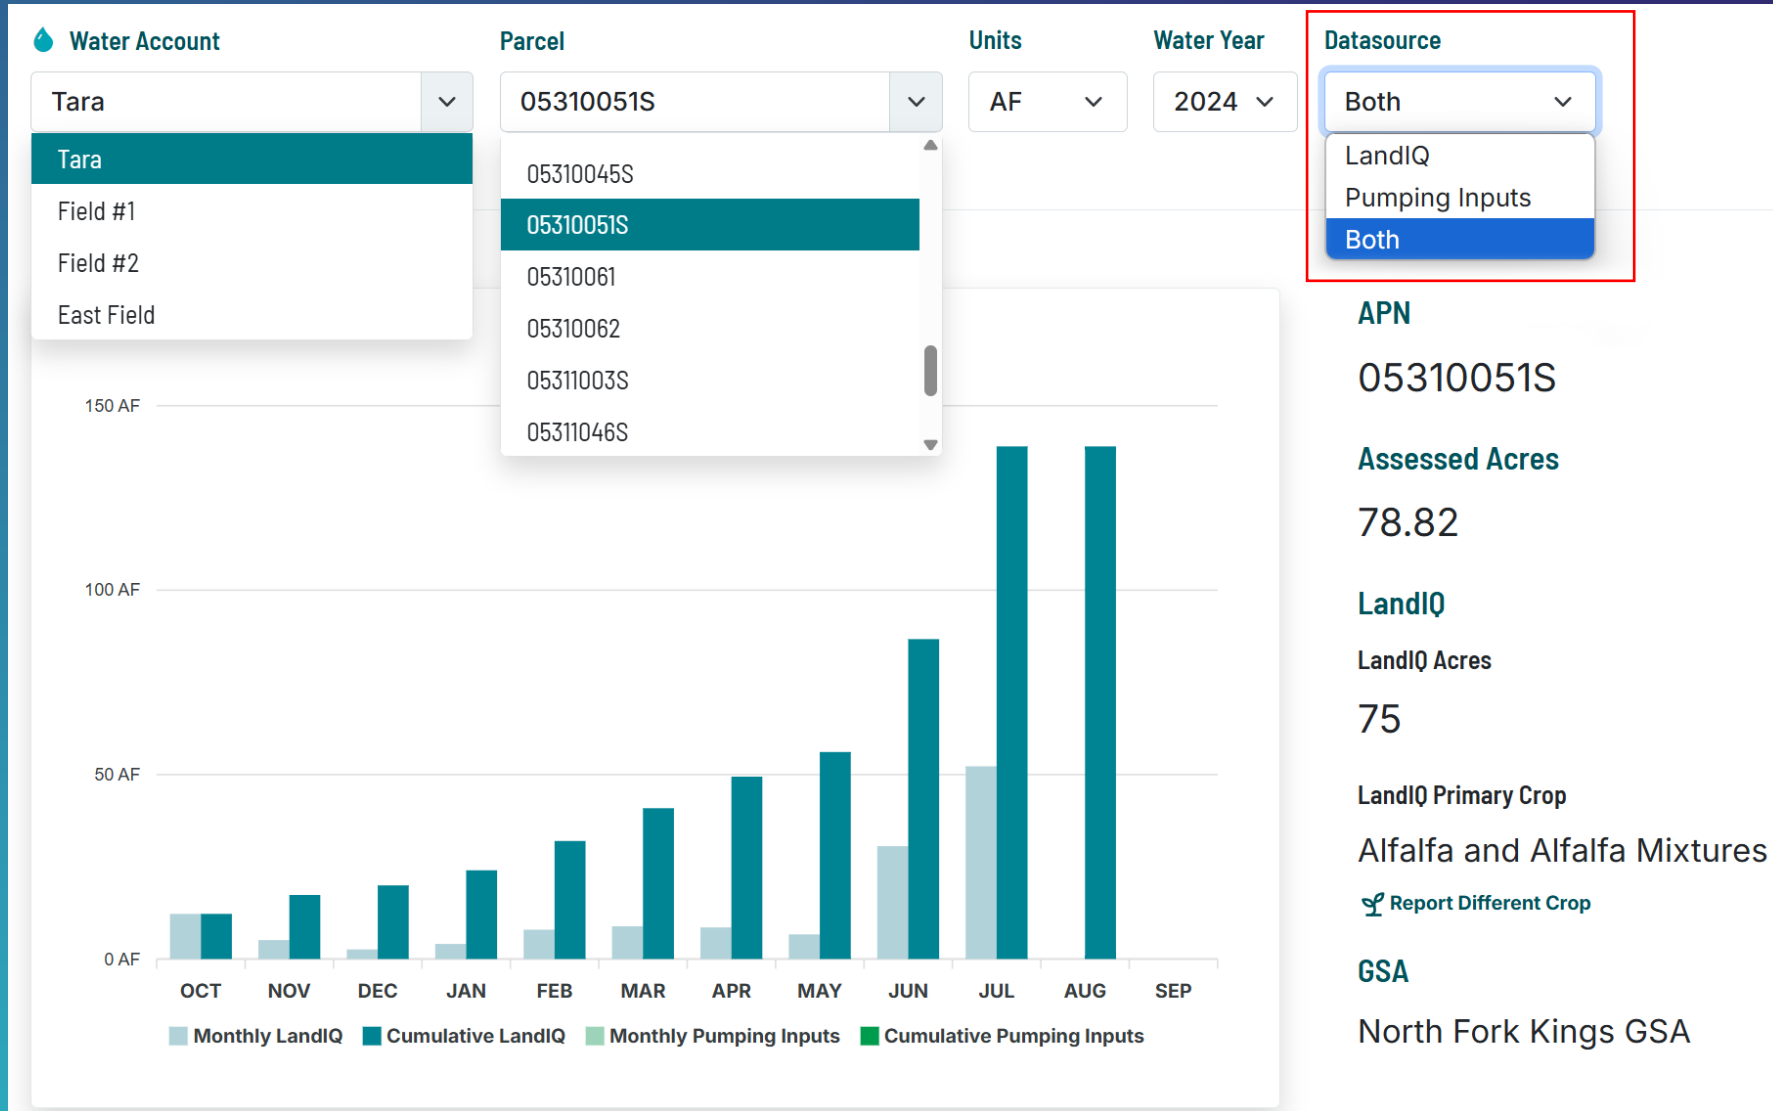 Water Account
Parcel
Units
Water Year
Datasource
Tara
05310051S
AF
2024
Both
Tara
Field #1
Field #2
East Field
05310045S
05310051S
05310061
05310062
05311003S
05311046S
LandIQ
Pumping Inputs
Both
150 AF
100 AF
50 AF
0 AF
OCT NOV DEC JAN FEB MAR APR MAY JUN JUL AUG SEP
Monthly LandIQ Cumulative LandIQ Monthly Pumping Inputs Cumulative Pumping Inputs
APN
05310051S
Assessed Acres
78.82
LandIQ
LandIQ Acres
75
LandIQ Primary Crop
Alfalfa and Alfalfa Mixtures
Report Different Crop
GSA
North Fork Kings GSA